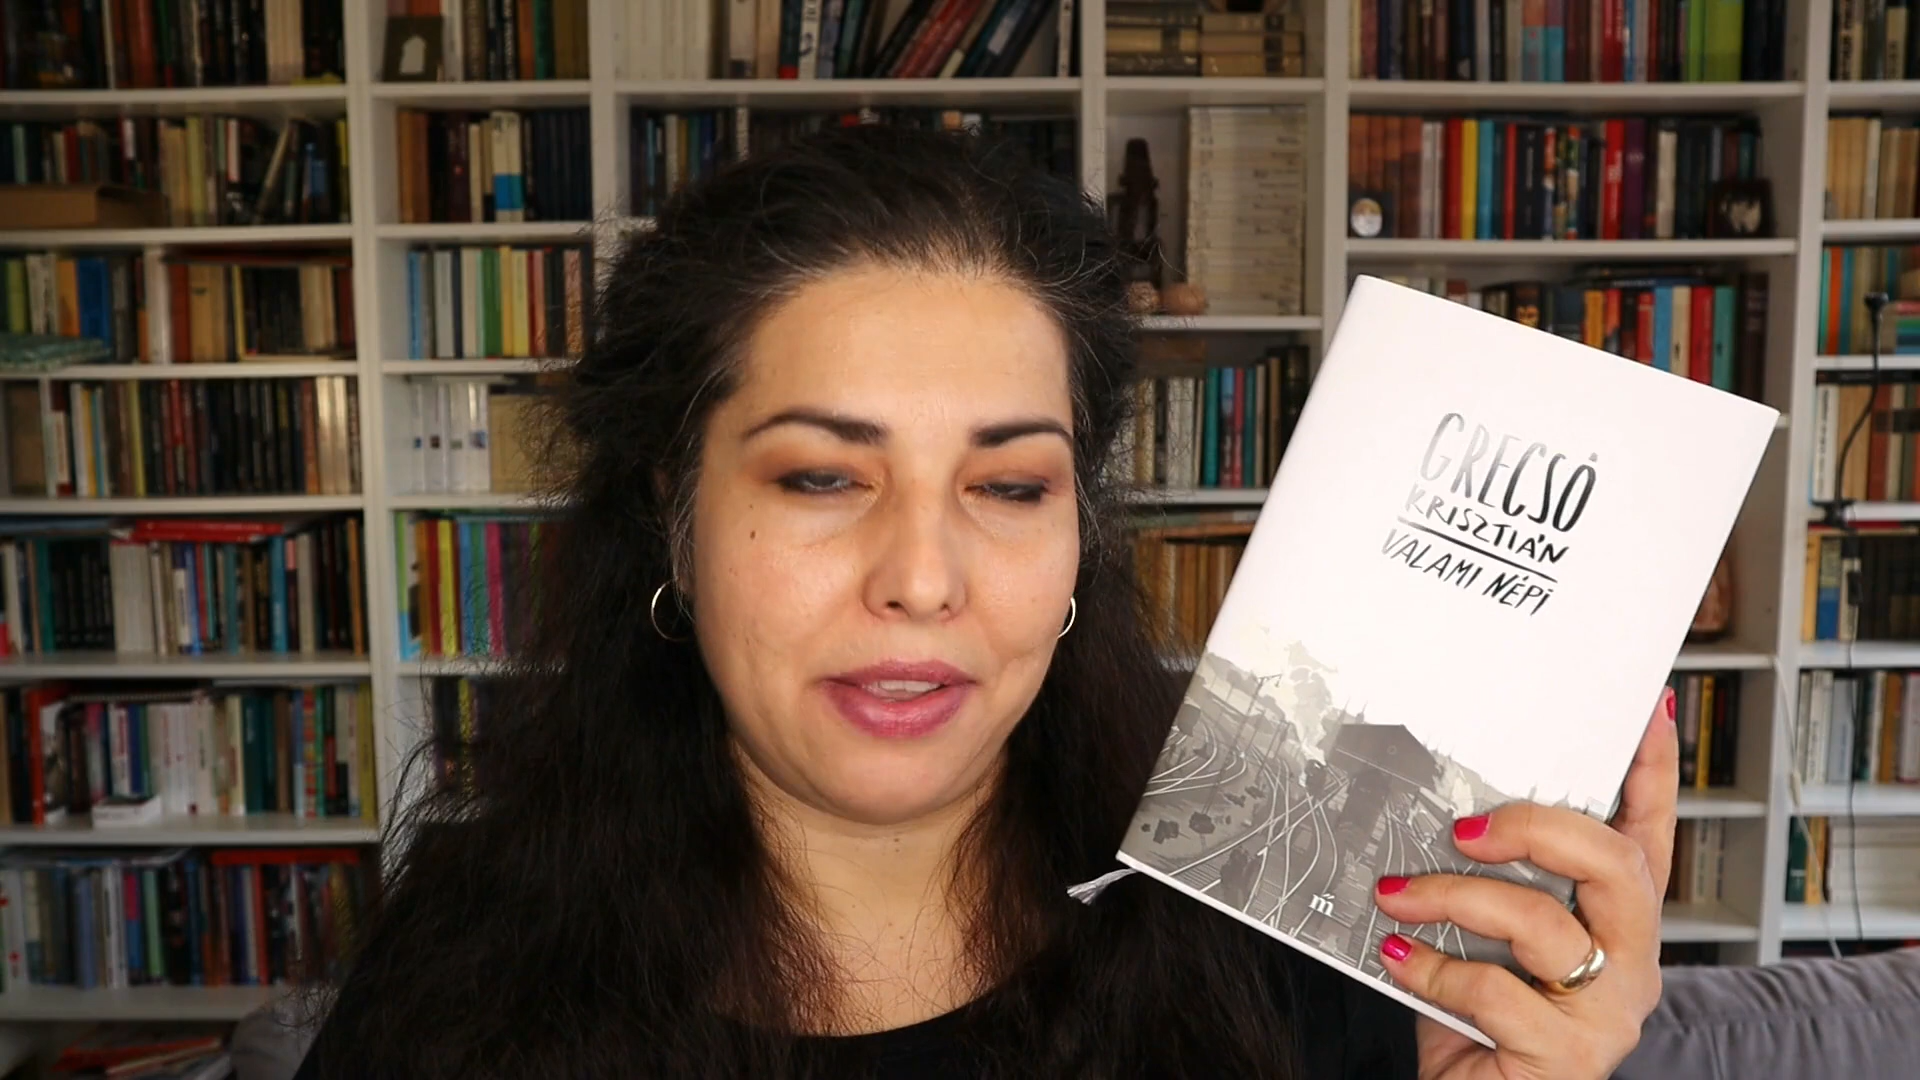 GRECSÓ
KRISZTIÁN
VALAMI NÉPI
m̋